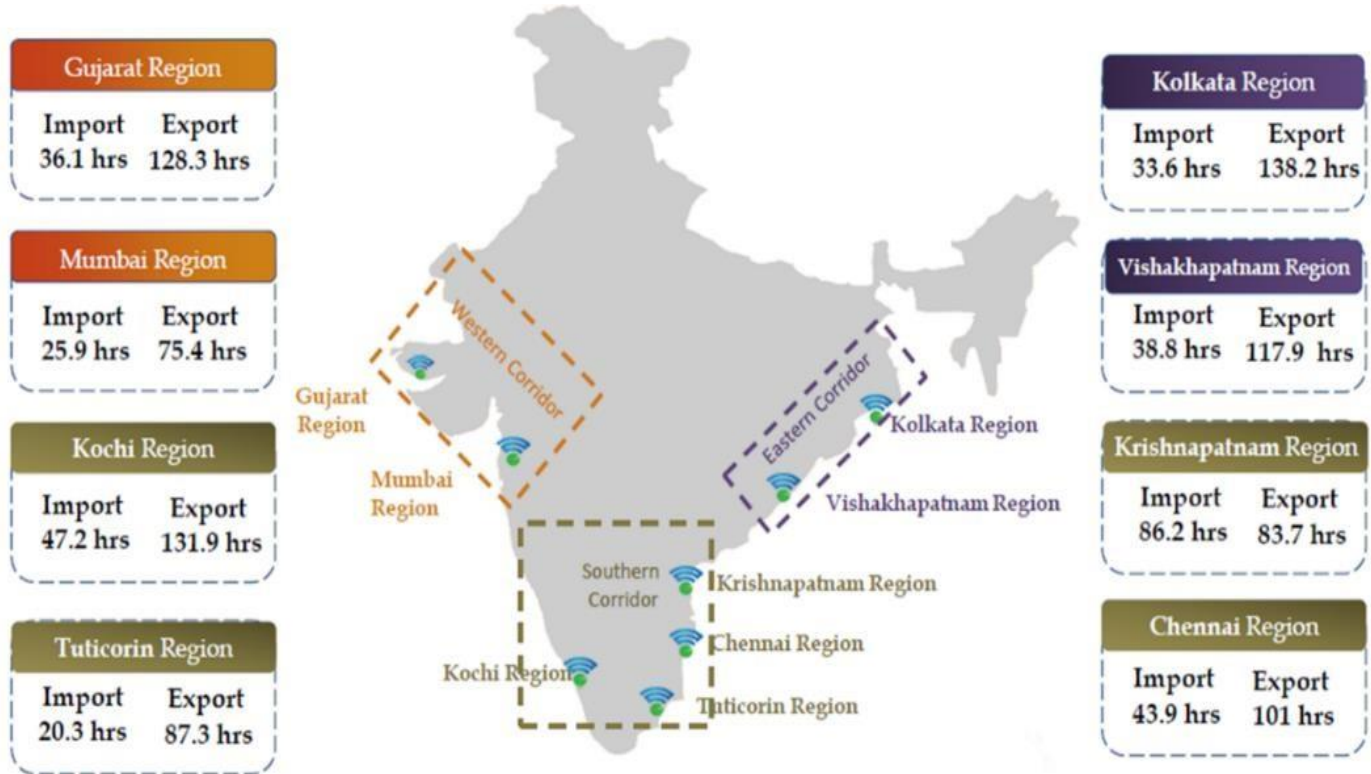 Gujarat Region
Import Export
36.1 hrs 128.3 hrs
Mumbai Region
Import Export
25.9 hrs 75.4 hrs
Kochi Region
Import Export
47.2 hrs 131.9 hrs
Tuticorin Region
Import Export
20.3 hrs 87.3 hrs
Western Corridor
Gujarat
Region
Mumbai
Region
Eastern Corridor
Kolkata Region
Vishakhapatnam Region
Southern
Corridor
Krishnapatnam Region
Chennai Region
Kochi Region
Tuticorin Region
Kolkata Region
Import Export
33.6 hrs 138.2 hrs
Vishakhapatnam Region
Import Export
38.8 hrs 117.9 hrs
Krishnapatnam Region
Import Export
86.2 hrs 83.7 hrs
Chennai Region
Import Export
43.9 hrs 101 hrs